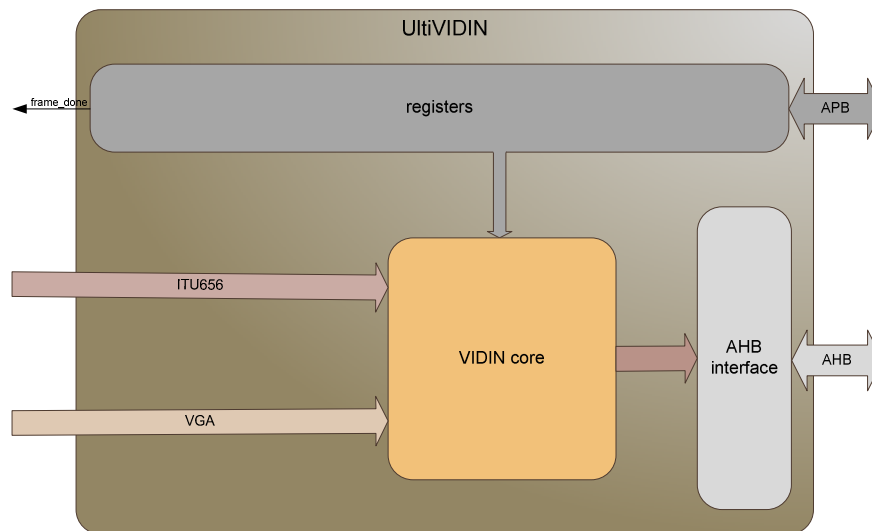 UltiVIDIN
frame_done
registers
APB
ITU656
VIDIN core
AHB
interface
AHB
VGA